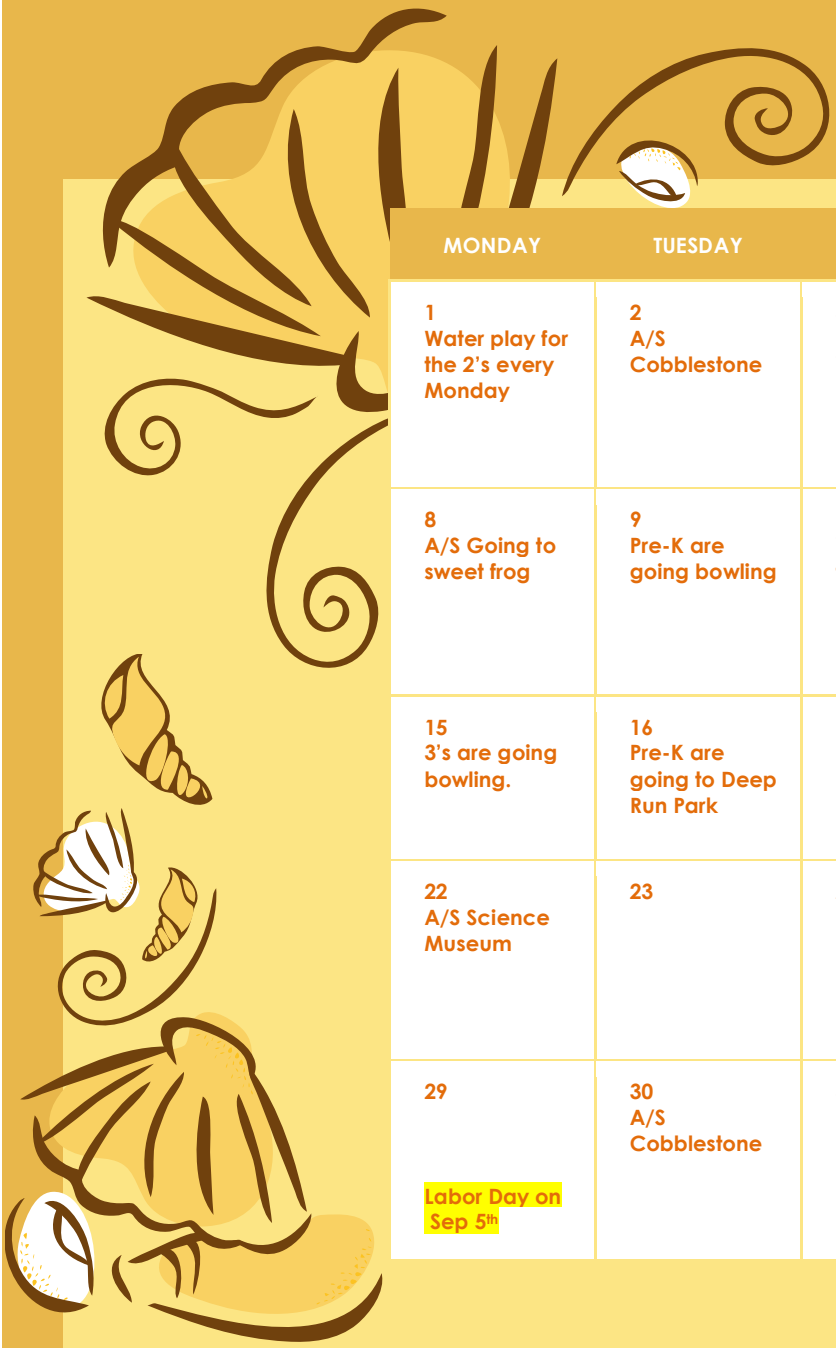 MONDAY TUESDAY
1
Water play for
the 2's every
Monday
2
A/S
Cobblestone
8
A/S Going to
sweet frog
9
Pre-K are
going bowling
15
3's are going
bowling.
16
Pre-K are
going to Deep
Run Park
22
A/S Science
Museum
23
29
Labor Day on
Sep 5th
30
A/S
Cobblestone